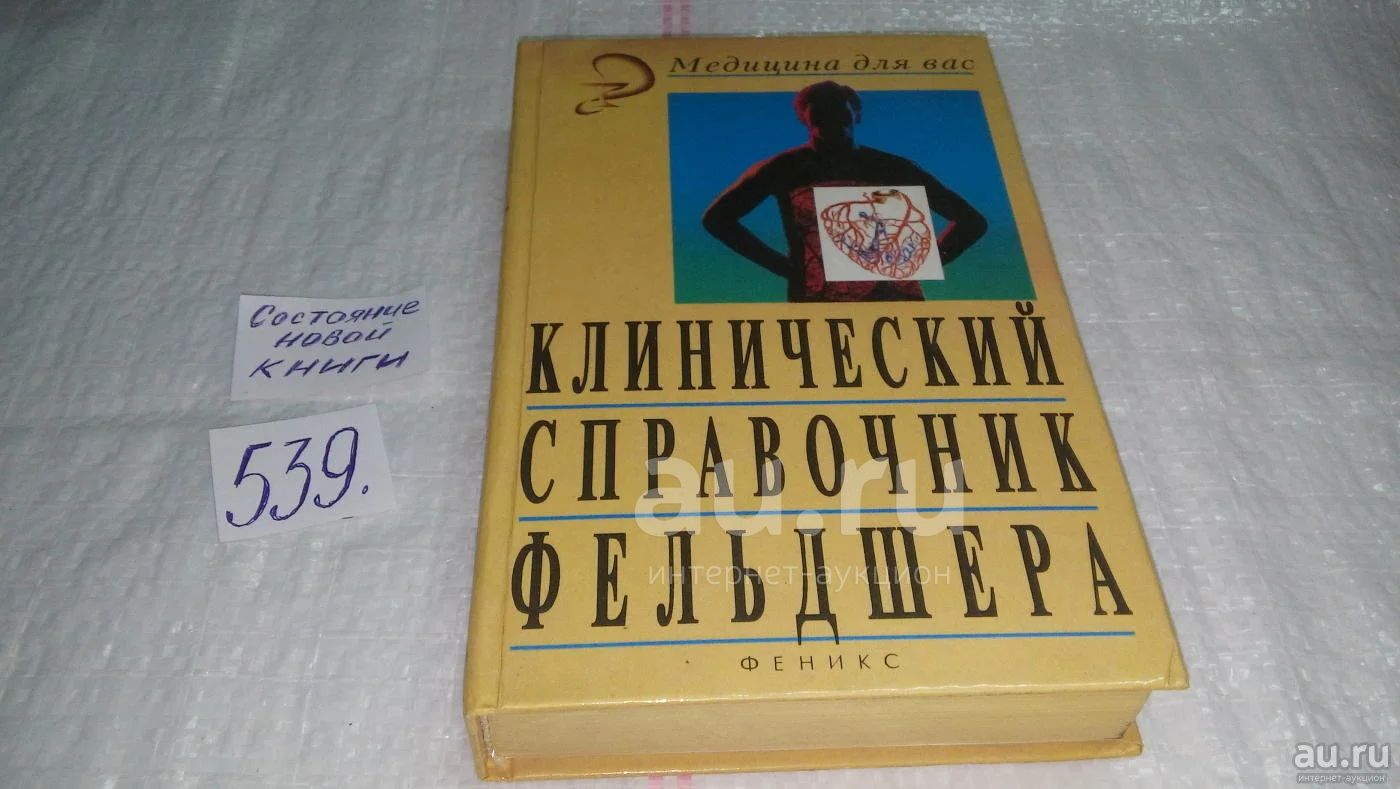 Медицина для вас
КЛИНИЧЕСКИЙ
СПРАВОЧНИК
ФЕЛЬДШЕРА
ФЕНИКС
Состояние
новой
книги
539.
au.ru
интернет-аукцион
au.ru
интернет-аукцион